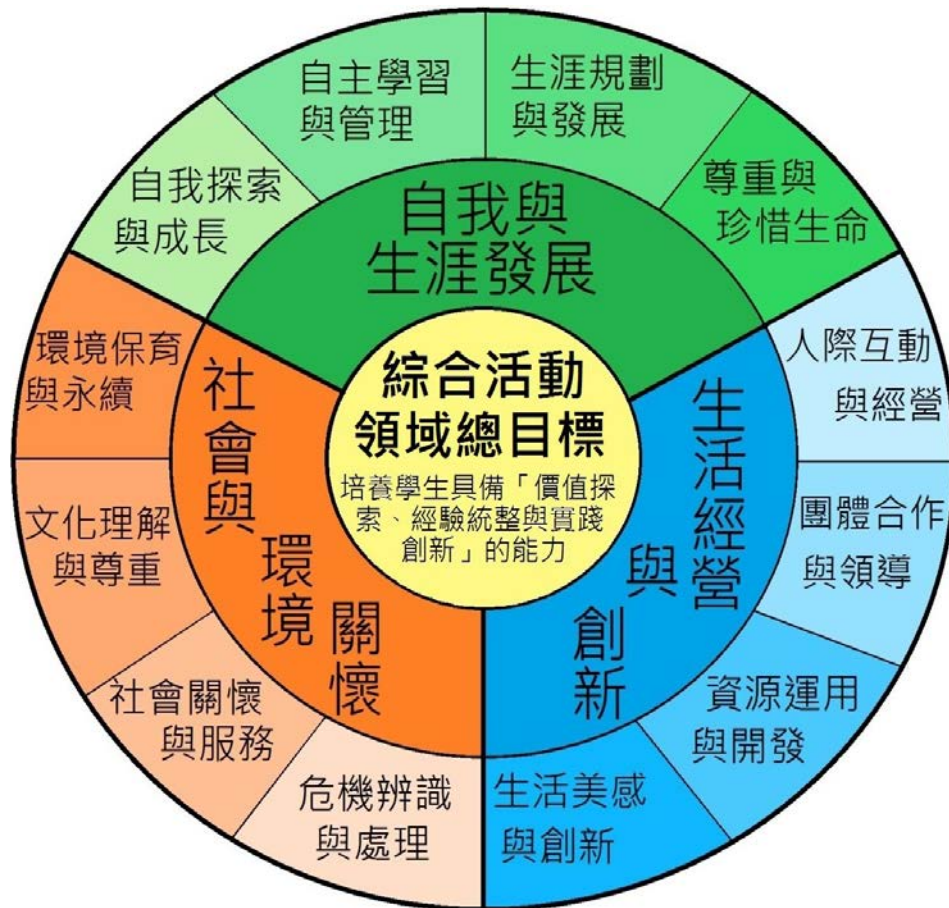 綜合活動
領域總目標
培養學生具備「價值探
索、經驗統整與實踐
創新」的能力
自我與
生涯發展
自我探索
與成長
自主學習
與管理
生涯規劃
與發展
尊重與
珍惜生命
生活經營
與
創新
人際互動
與經營
團體合作
與領導
資源運用
與開發
生活美感
與創新
社會與
環境
關懷
危機辨識
與處理
社會關懷
與服務
文化理解
與尊重
環境保育
與永續